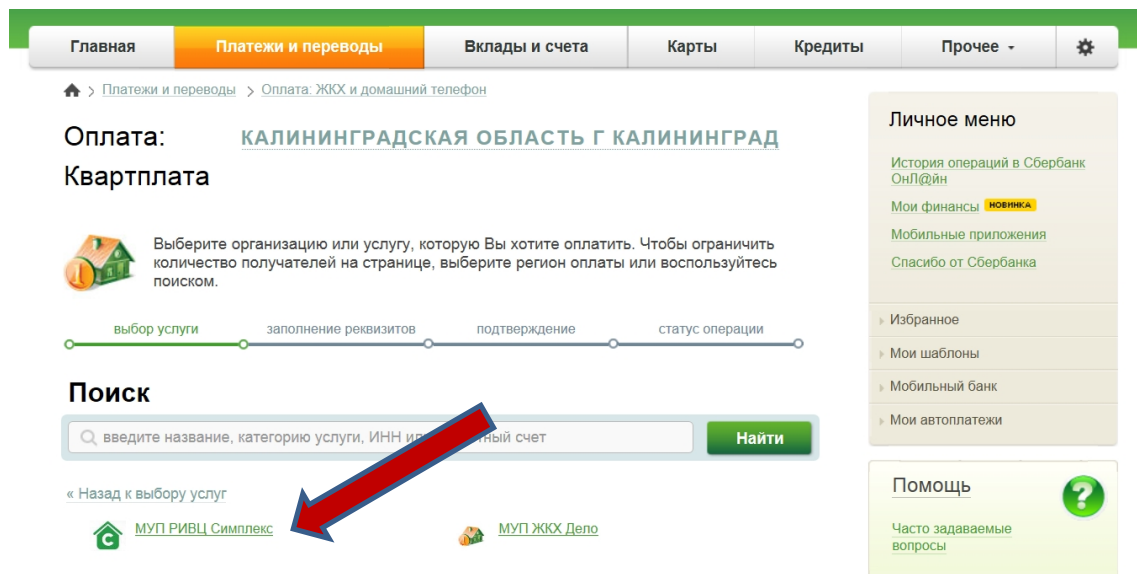 Главная Платежи и переводы Вклады и счета Карты Кредиты Прочее
Платежи и переводы > Оплата: ЖКХ и домашний телефон
Оплата: КАЛИНИНГРАДСКАЯ ОБЛАСТЬ Г КАЛИНИНГРАД
Квартплата
Выберите организацию или услугу, которую Вы хотите оплатить. Чтобы ограничить
количество получателей на странице, выберите регион оплаты или воспользуйтесь
поиском.
выбор услуги заполнение реквизитов подтверждение статус операции
Поиск
введите название, категорию услуги, ИНН счет
Найти
« Назад к выбору услуг
МУП РИВЦ Симплекс
МУП ЖКХ Дело
Личное меню
История операций в Сбербанк
ОнЛ@йн
Мои финансы НОВИНКА
Мобильные приложения
Спасибо от Сбербанка
Избранное
Мои шаблоны
Мобильный банк
Мои автоплатежи
Помощь
?
Часто задаваемые
вопросы